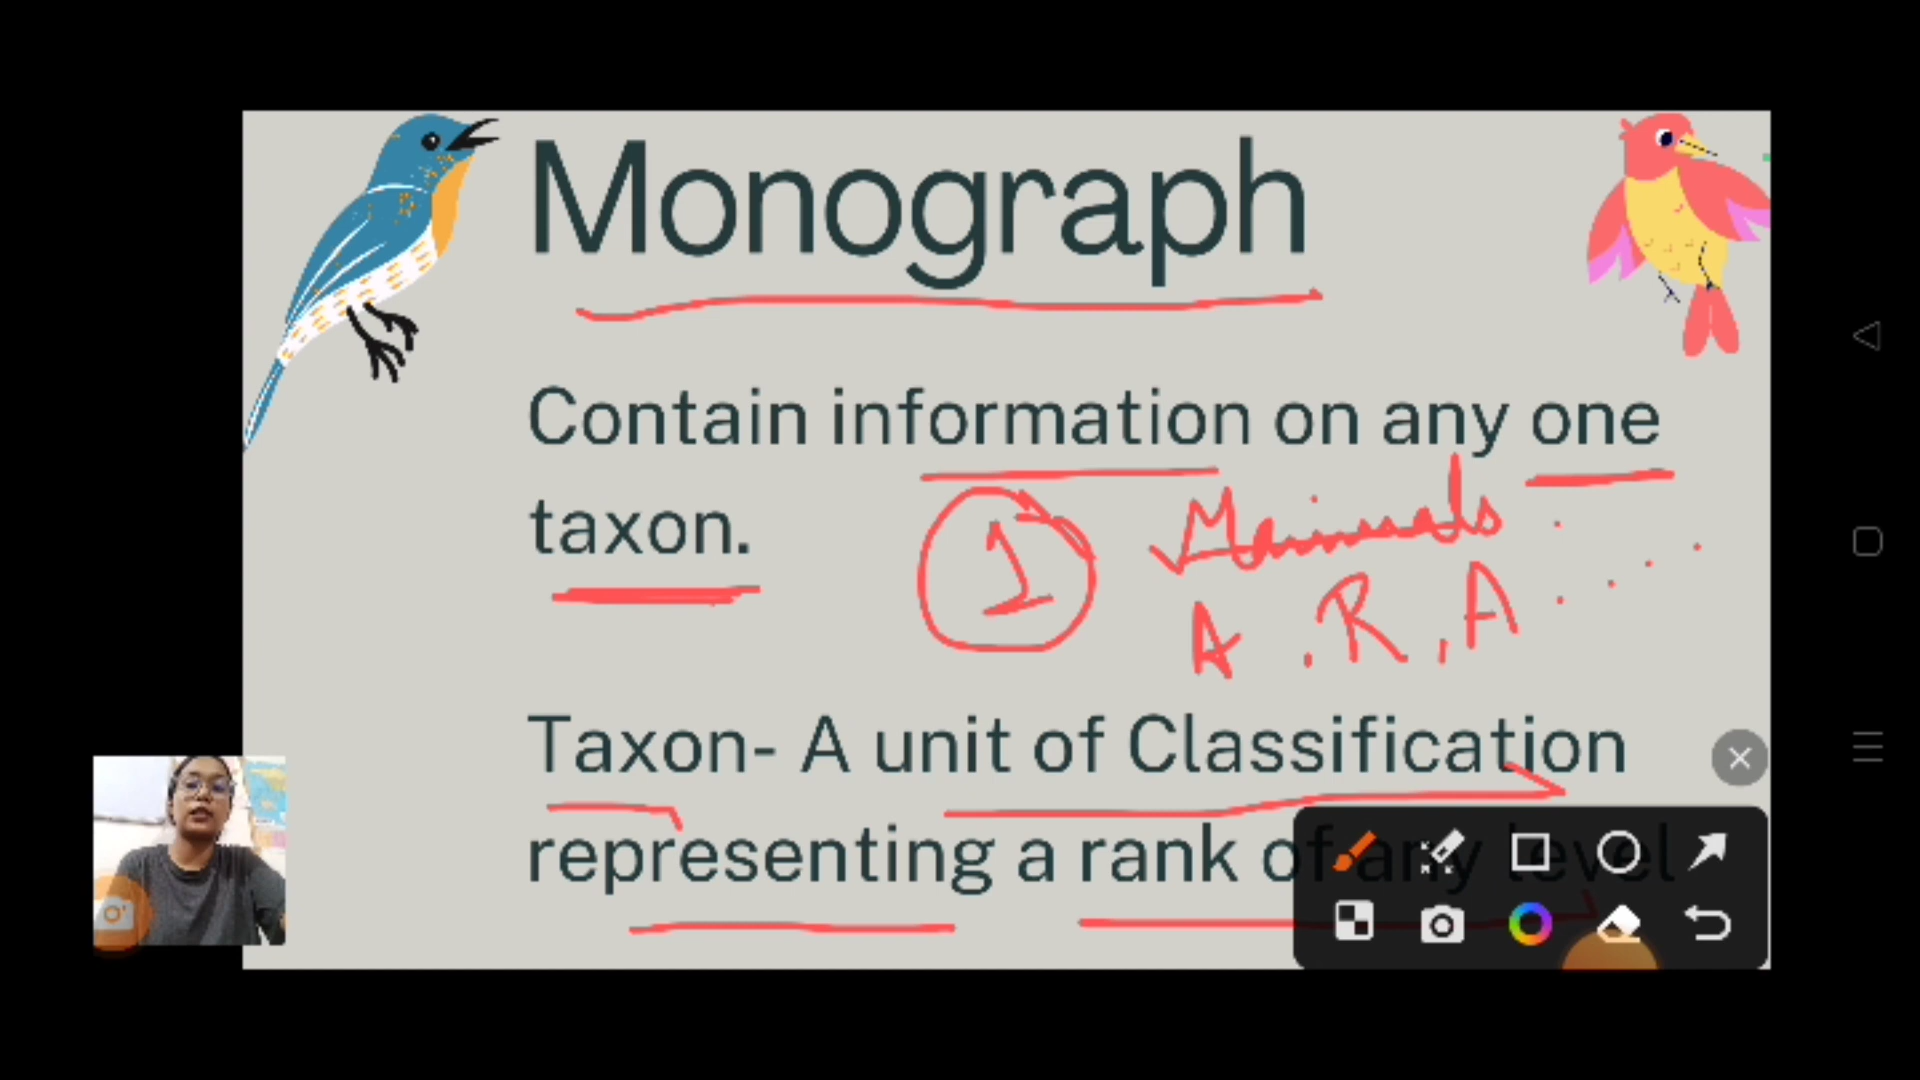 Monograph
Contain information on any one
taxon.
1
Mammals
A . R . A . . . .
Taxon- A unit of Classification
representing a rank of any level